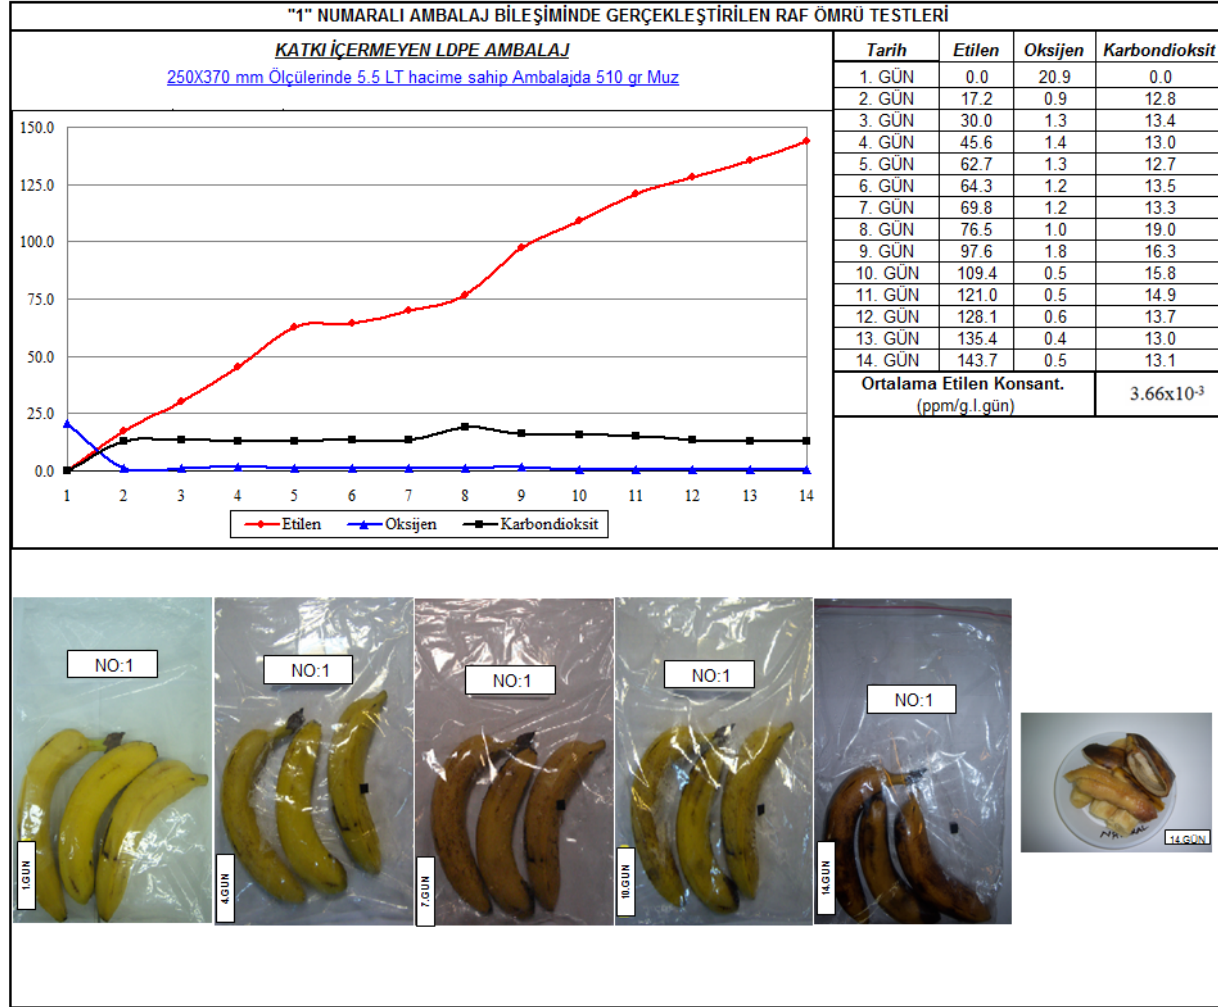 "1" NUMARALI AMBALAJ BİLEŞİMİNDE GERÇEKLEŞTİRİLEN RAF ÖMRÜ TESTLERİ
KATKI İÇERMEYEN LDPE AMBALAJ
250X370 mm Ölçülerinde 5.5 LT hacime sahip Ambalajda 510 gr Muz
Tarih Etilen Oksijen Karbondioksit
1. GÜN 0.0 20.9 0.0
2. GÜN 17.2 0.9 12.8
3. GÜN 30.0 1.3 13.4
4. GÜN 45.6 1.4 13.0
5. GÜN 62.7 1.3 12.7
6. GÜN 64.3 1.2 13.5
7. GÜN 69.8 1.2 13.3
8. GÜN 76.5 1.0 19.0
9. GÜN 97.6 1.8 16.3
10. GÜN 109.4 0.5 15.8
11. GÜN 121.0 0.5 14.9
12. GÜN 128.1 0.6 13.7
13. GÜN 135.4 0.4 13.0
14. GÜN 143.7 0.5 13.1
Ortalama Etilen Konsant.
(ppm/g.l.gün)
3.66x10⁻³
150.0
125.0
100.0
75.0
50.0
25.0
0.0
1 2 3 4 5 6 7 8 9 10 11 12 13 14
Etilen Oksijen Karbondioksit
NO:1
1.GUN
NO:1
4.GUN
NO:1
7.GUN
NO:1
10.GUN
NO:1
14.GUN
14.GÜN